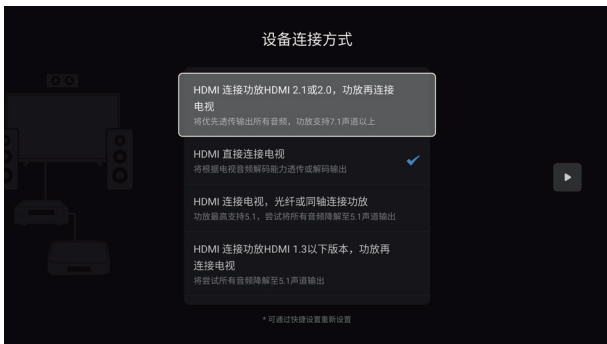 设备连接方式
HDMI 连接功放HDMI 2.1或2.0，功放再连接
电视
将优先透传输出所有音频，功放支持7.1声道以上
HDMI 直接连接电视
将根据电视音频解码能力透传或解码输出
HDMI 连接电视，光纤或同轴连接功放
功放最高支持5.1，尝试将所有音频降解至5.1声道输出
HDMI 连接功放HDMI 1.3以下版本，功放再
连接电视
将尝试所有音频降解至5.1声道输出
* 可通过快捷设置重新设置